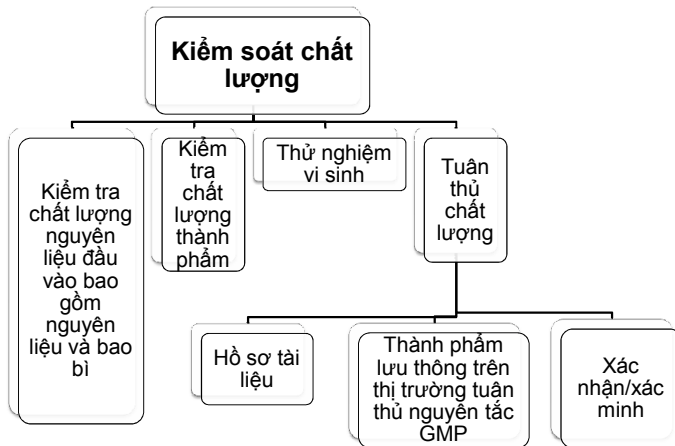 Kiểm soát chất
lượng
Kiểm tra
chất lượng
nguyên
liệu đầu
vào bao
gồm
nguyên
liệu và bao
bì
Kiểm
tra
chất
lượng
thành
phẩm
Thử nghiệm
vi sinh
Tuân
thủ
chất
lượng
Hồ sơ tài
liệu
Thành phẩm
lưu thông trên
thị trường tuân
thủ nguyên tắc
GMP
Xác
nhận/xác
minh